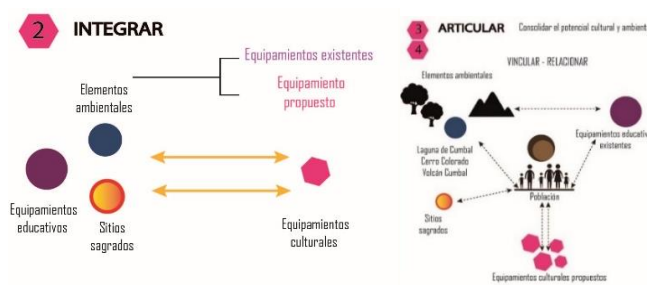 2 INTEGRAR
Equipamientos existentes
Equipamiento
propuesto
Elementos
ambientales
Equipamientos
educativos
Sitios
sagrados
Equipamientos
culturales
3 ARTICULAR Consolidar el potencial cultural y ambient
4
VINCULAR - RELACIONAR
Elementos ambientales
Equipamientos educativ
existentes
Laguna de Cumbal
Cerro Colorado
Volcán Cumbal
Población
Sitios
sagrados
Equipamientos culturales propuestos